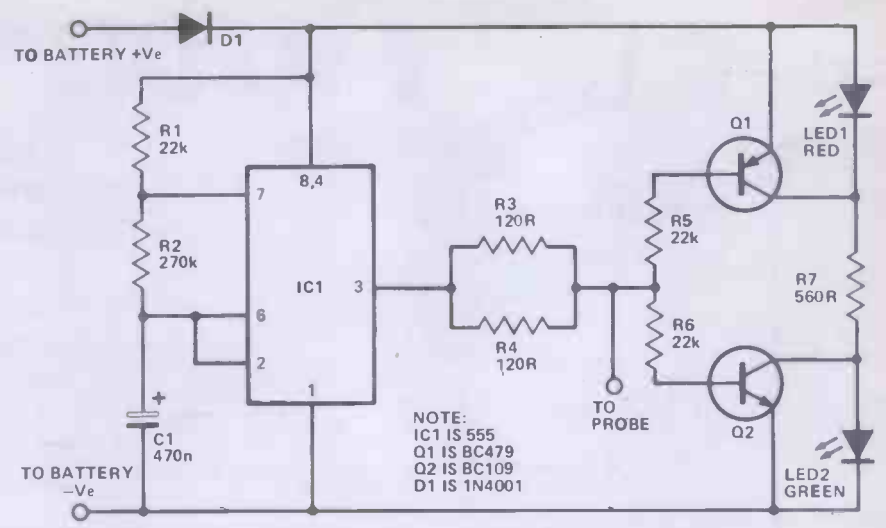 TO BATTERY +Ve
D1
R1
22k
Q1
LED1
RED
8,4
7
R3
120R
R5
22k
R2
270k
IC1
3
R7
560R
6
R4
120R
R6
22k
2
1
TO
PROBE
+
C1
470n
NOTE:
IC1 IS 555
Q1 IS BC479
Q2 IS BC109
D1 IS 1N4001
Q2
TO BATTERY
-Ve
LED2
GREEN